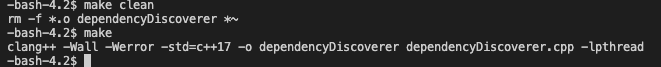 -bash-4.2$ make clean
rm -f *.o dependencyDiscoverer *~
-bash-4.2$ make
clang++ -Wall -Werror -std=c++17 -o dependencyDiscoverer dependencyDiscoverer.cpp -lpthread
-bash-4.2$